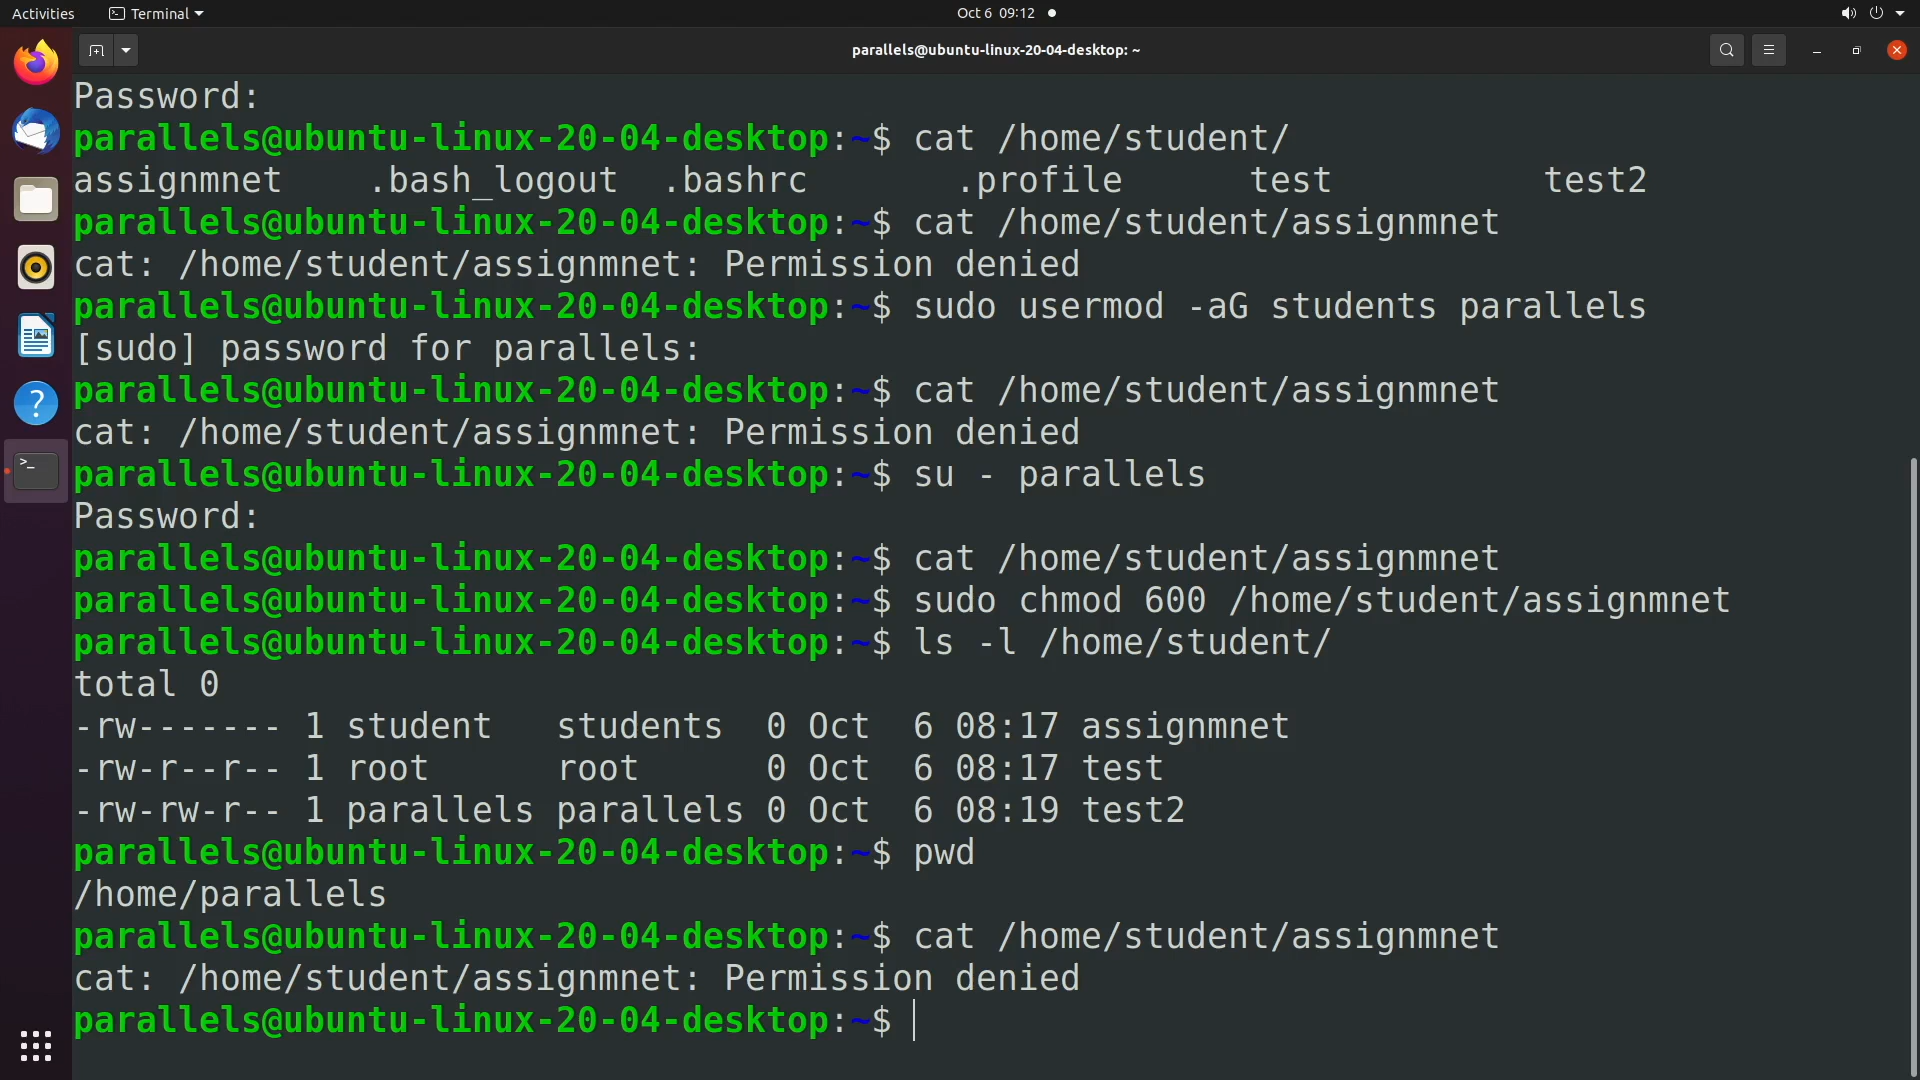 Activities Terminal Oct 6 09:12
parallels@ubuntu-linux-20-04-desktop: ~
Password:
parallels@ubuntu-linux-20-04-desktop:~$ cat /home/student/
assignmnet .bash_logout .bashrc .profile test test2
parallels@ubuntu-linux-20-04-desktop:~$ cat /home/student/assignmnet
cat: /home/student/assignmnet: Permission denied
parallels@ubuntu-linux-20-04-desktop:~$ sudo usermod -aG students parallels
[sudo] password for parallels:
parallels@ubuntu-linux-20-04-desktop:~$ cat /home/student/assignmnet
cat: /home/student/assignmnet: Permission denied
parallels@ubuntu-linux-20-04-desktop:~$ su - parallels
Password:
parallels@ubuntu-linux-20-04-desktop:~$ cat /home/student/assignmnet
parallels@ubuntu-linux-20-04-desktop:~$ sudo chmod 600 /home/student/assignmnet
parallels@ubuntu-linux-20-04-desktop:~$ ls -l /home/student/
total 0
-rw------- 1 student students 0 Oct 6 08:17 assignmnet
-rw-r--r-- 1 root root 0 Oct 6 08:17 test
-rw-rw-r-- 1 parallels parallels 0 Oct 6 08:19 test2
parallels@ubuntu-linux-20-04-desktop:~$ pwd
/home/parallels
parallels@ubuntu-linux-20-04-desktop:~$ cat /home/student/assignmnet
cat: /home/student/assignmnet: Permission denied
parallels@ubuntu-linux-20-04-desktop:~$